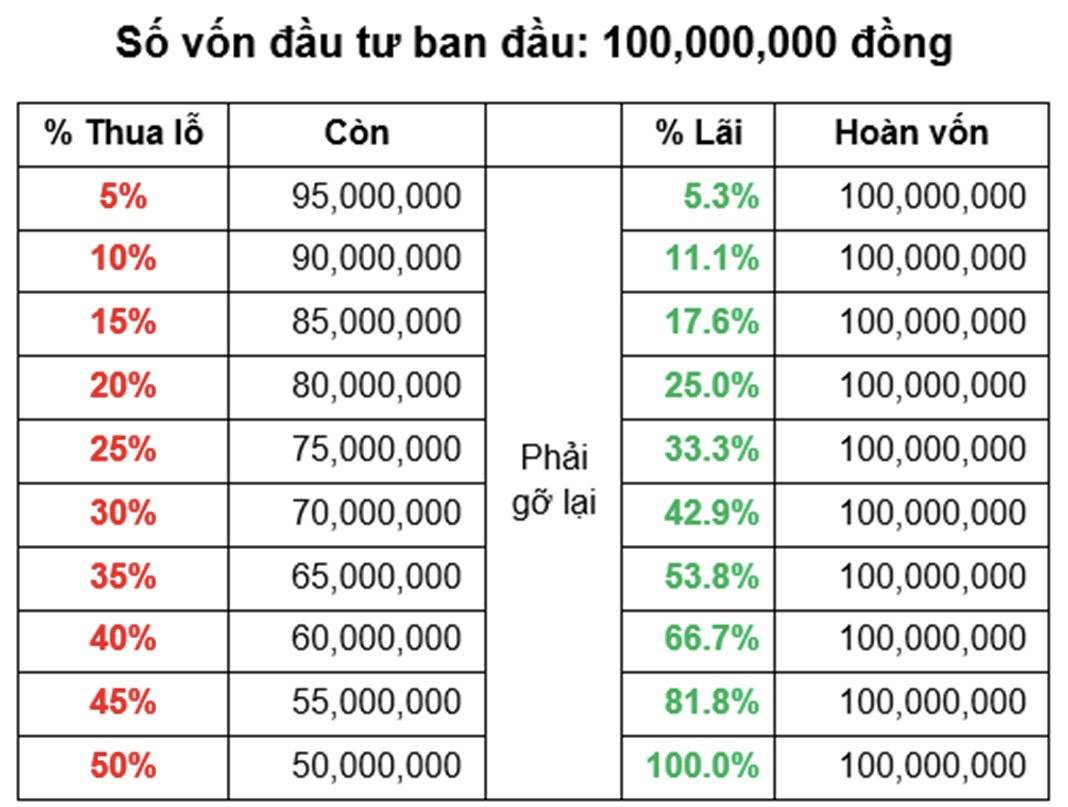 Số vốn đầu tư ban đầu: 100,000,000 đồng
% Thua lỗ Còn % Lãi Hoàn vốn
5% 95,000,000 5.3% 100,000,000
10% 90,000,000 11.1% 100,000,000
15% 85,000,000 17.6% 100,000,000
20% 80,000,000 25.0% 100,000,000
25% 75,000,000 33.3% 100,000,000
Phải
gỡ lại
30% 70,000,000 42.9% 100,000,000
35% 65,000,000 53.8% 100,000,000
40% 60,000,000 66.7% 100,000,000
45% 55,000,000 81.8% 100,000,000
50% 50,000,000 100.0% 100,000,000